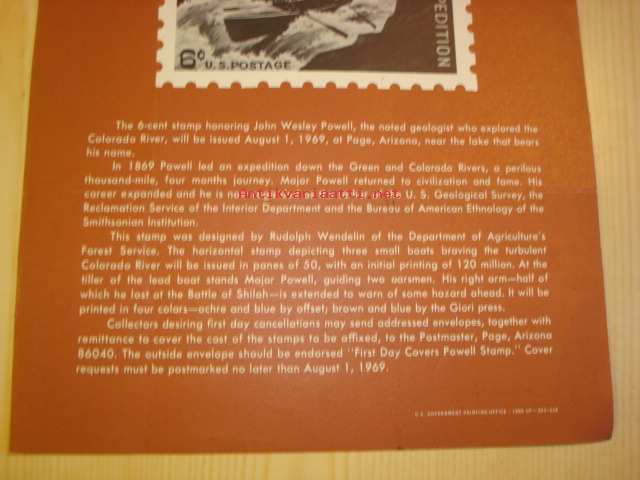 EDITION
6c U.S. POSTAGE
The 6-cent stamp honoring John Wesley Powell, the noted geologist who explored the
Colorado River, will be issued August 1, 1969, at Page, Arizona, near the lake that bears
his name.
In 1869 Powell led an expedition down the Green and Colorado Rivers, a perilous
thousand-mile, four months journey. Major Powell returned to civilization and fame. His
career expanded and he is U. S. Geological Survey, the
antikvariaatti.net
Reclamation Service of the Interior Department and the Bureau of American Ethnology of the
Smithsonian Institution.
This stamp was designed by Rudolph Wendelin of the Department of Agriculture's
Forest Service. The horizontal stamp depicting three small boats braving the turbulent
Colorado River will be issued in panes of 50, with an initial printing of 120 million. At the
tiller of the lead boat stands Major Powell, guiding two oarsmen. His right arm—half of
which he lost at the Battle of Shiloh—is extended to warn of some hazard ahead. It will be
printed in four colors—ochre and blue by offset; brown and blue by the Giori press.
Collectors desiring first day cancellations may send addressed envelopes, together with
remittance to cover the cost of the stamps to be affixed, to the Postmaster, Page, Arizona
86040. The outside envelope should be endorsed "First Day Covers Powell Stamp." Cover
requests must be postmarked no later than August 1, 1969.
U.S. GOVERNMENT PRINTING OFFICE : 1969 OF